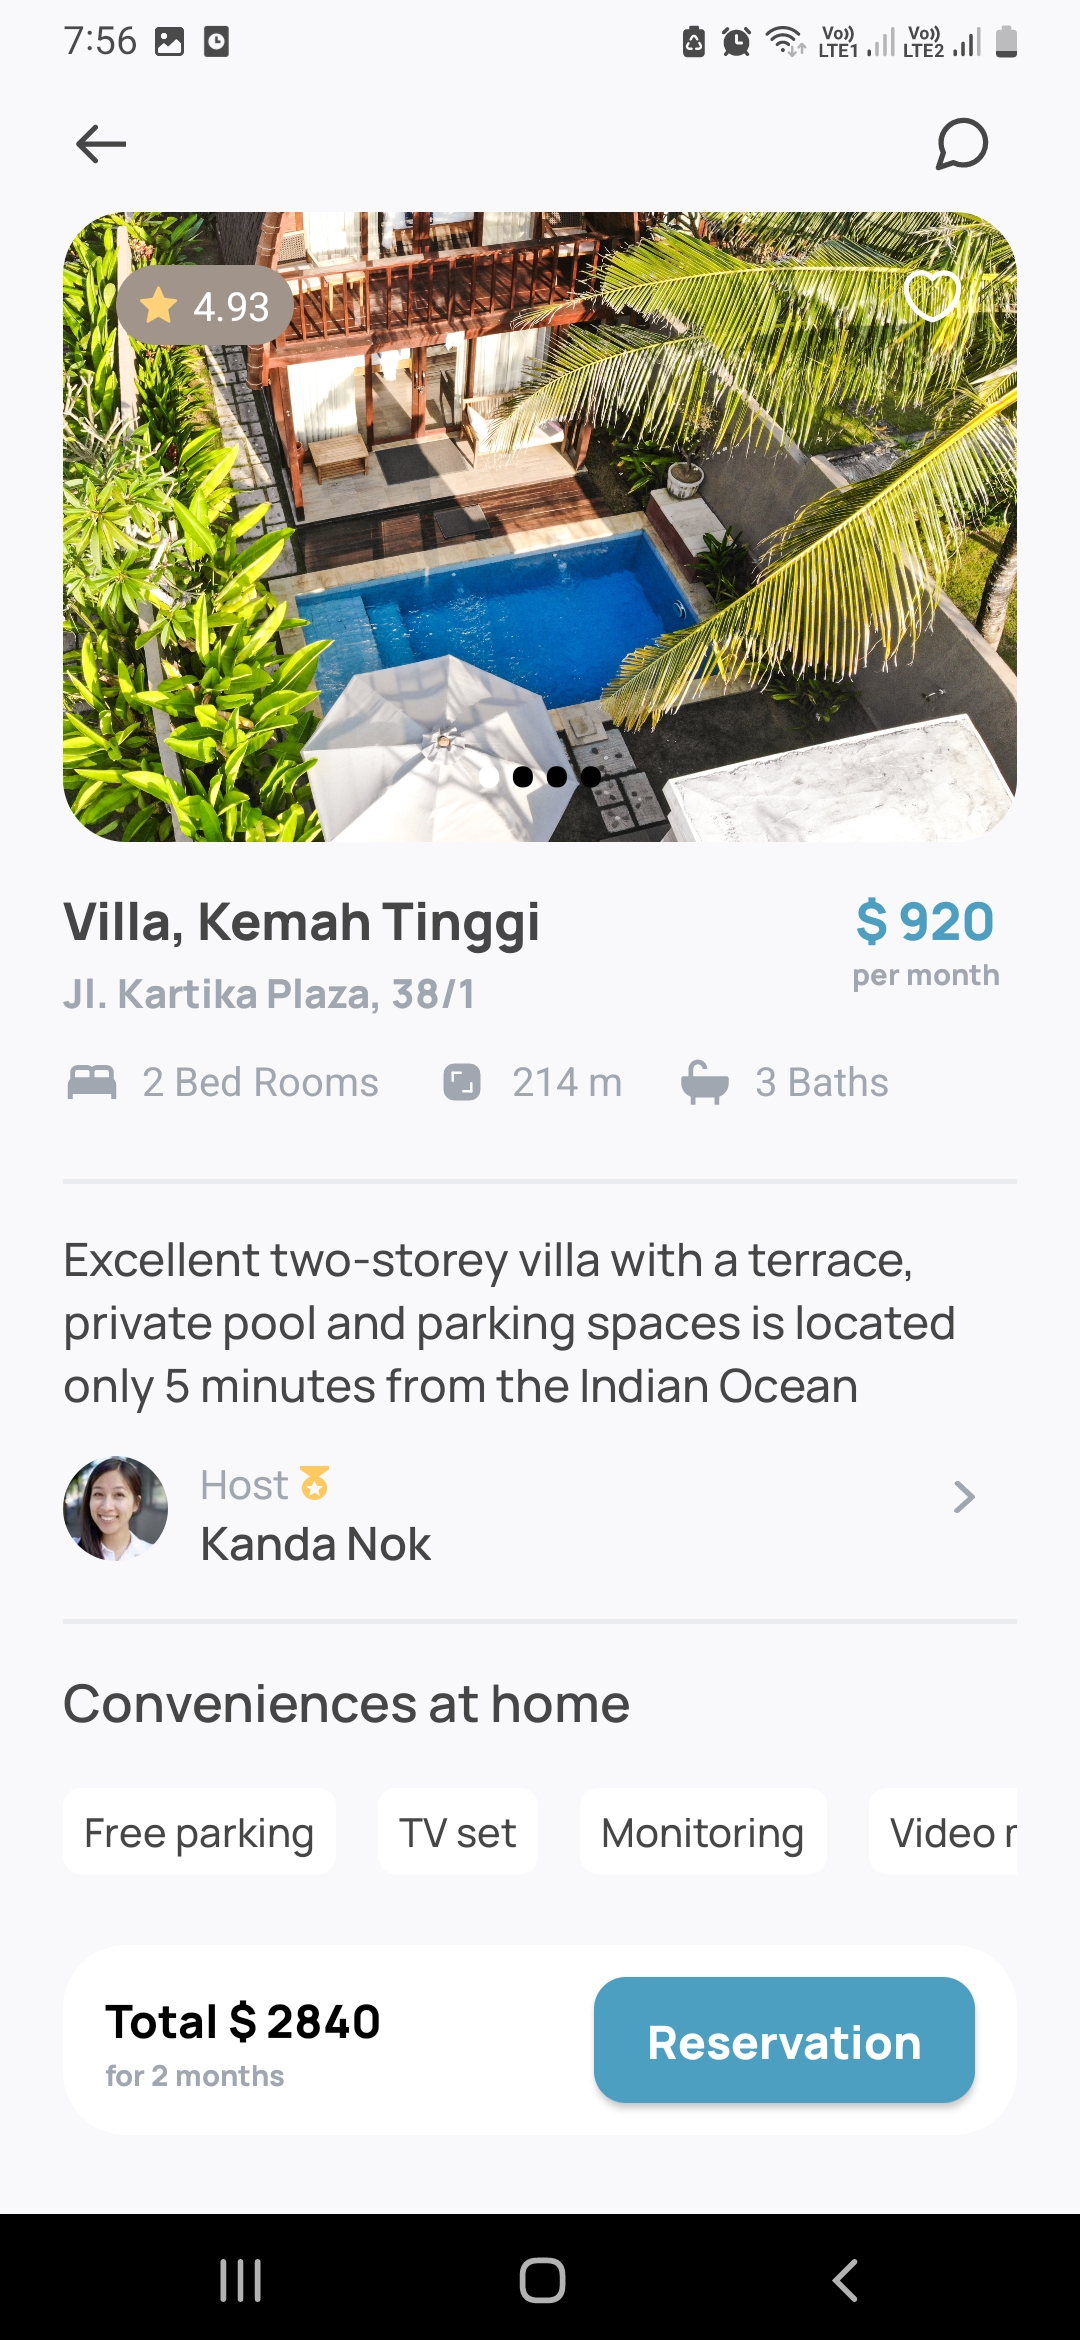 7:56
Vo)) LTE1 Vo)) LTE2
4.93
Villa, Kemah Tinggi
$ 920
Jl. Kartika Plaza, 38/1
per month
2 Bed Rooms 214 m 3 Baths
Excellent two-storey villa with a terrace,
private pool and parking spaces is located
only 5 minutes from the Indian Ocean
Host
Kanda Nok
Conveniences at home
Free parking TV set Monitoring Video
Total $ 2840
for 2 months
Reservation